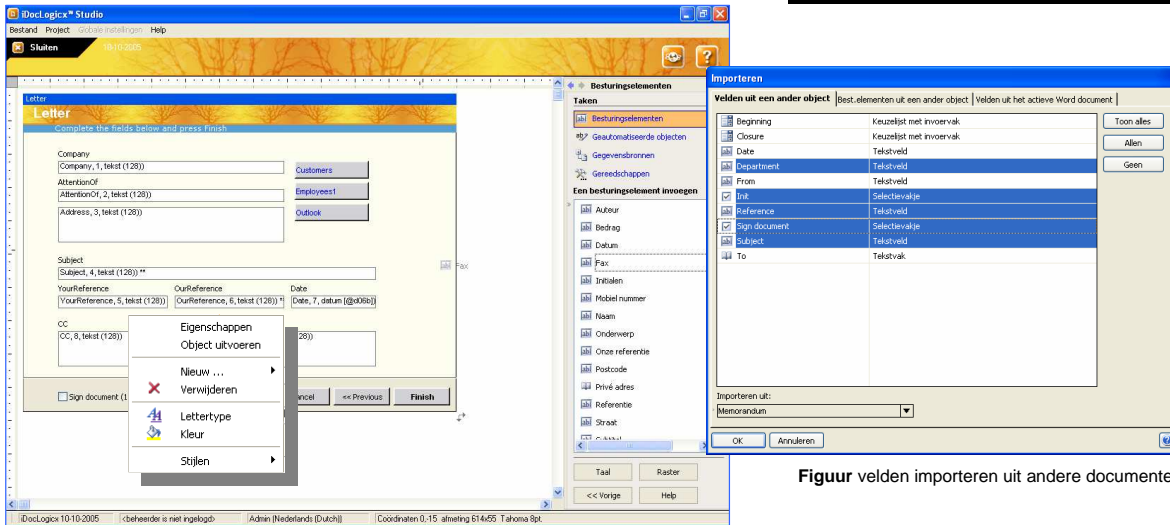 iDocLogicx™ Studio
Bestand Project Globale Instellingen Help
Sluiten 10-10-2005
Letter
Letter
Complete the fields below and press Finish
Company
Company, 1, tekst (128))
Customers
AttentionOf
AttentionOf, 2, tekst (128))
Employees1
Address, 3, tekst (128))
Outlook
Subject
Subject, 4, tekst (128)) **
Fax
YourReference OurReference Date
YourReference, 5, tekst (128)) OurReference, 6, tekst (128)) * Date, 7, datum [@d06b])
CC
CC, 8, tekst (128)) 28))
Eigenschappen
Object uitvoeren
Nieuw ...
Verwijderen
Lettertype
Kleur
Stijlen
Sign document (1 ancel << Previous Finish
Besturingselementen
Taken
Besturingselementen
Geautomatiseerde objecten
Gegevensbronnen
Gereedschappen
Een besturingselement invoegen
Auteur
Bedrag
Datum
Fax
Initialen
Mobiel nummer
Naam
Onderwerp
Onze referentie
Postcode
Privé adres
Referentie
Straat
Taal Raster
<< Vorige Help
iDocLogicx 10-10-2005 <beheerder is niet ingelogd> Admin (Nederlands (Dutch)) Coördinaten 0,-15 afmeting 614x55 Tahoma 8pt.
Importeren
Velden uit een ander object Best.elementen uit een ander object Velden uit het actieve Word document
Beginning Keuzelijst met invoervak
Closure Keuzelijst met invoervak
Date Tekstveld
Department Tekstveld
From Tekstveld
Init Selectievakje
Reference Tekstveld
Sign document Selectievakje
Subject Tekstveld
To Tekstvak
Toon alles
Allen
Geen
Importeren uit:
Memorandum
OK Annuleren
Figuur velden importeren uit andere documente